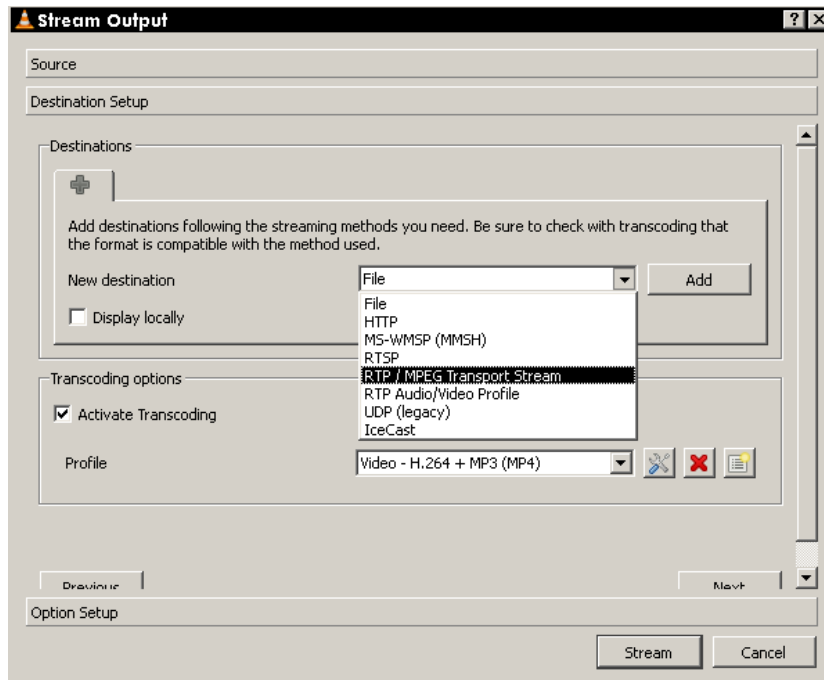 Stream Output
Source
Destination Setup
Destinations
Add destinations following the streaming methods you need. Be sure to check with transcoding that
the format is compatible with the method used.
New destination
File
Add
Display locally
File
HTTP
MS-WMSP (MMSH)
RTSP
RTP / MPEG Transport Stream
RTP Audio/Video Profile
UDP (legacy)
IceCast
Transcoding options
Activate Transcoding
Profile
Video - H.264 + MP3 (MP4)
Previous
Next
Option Setup
Stream
Cancel